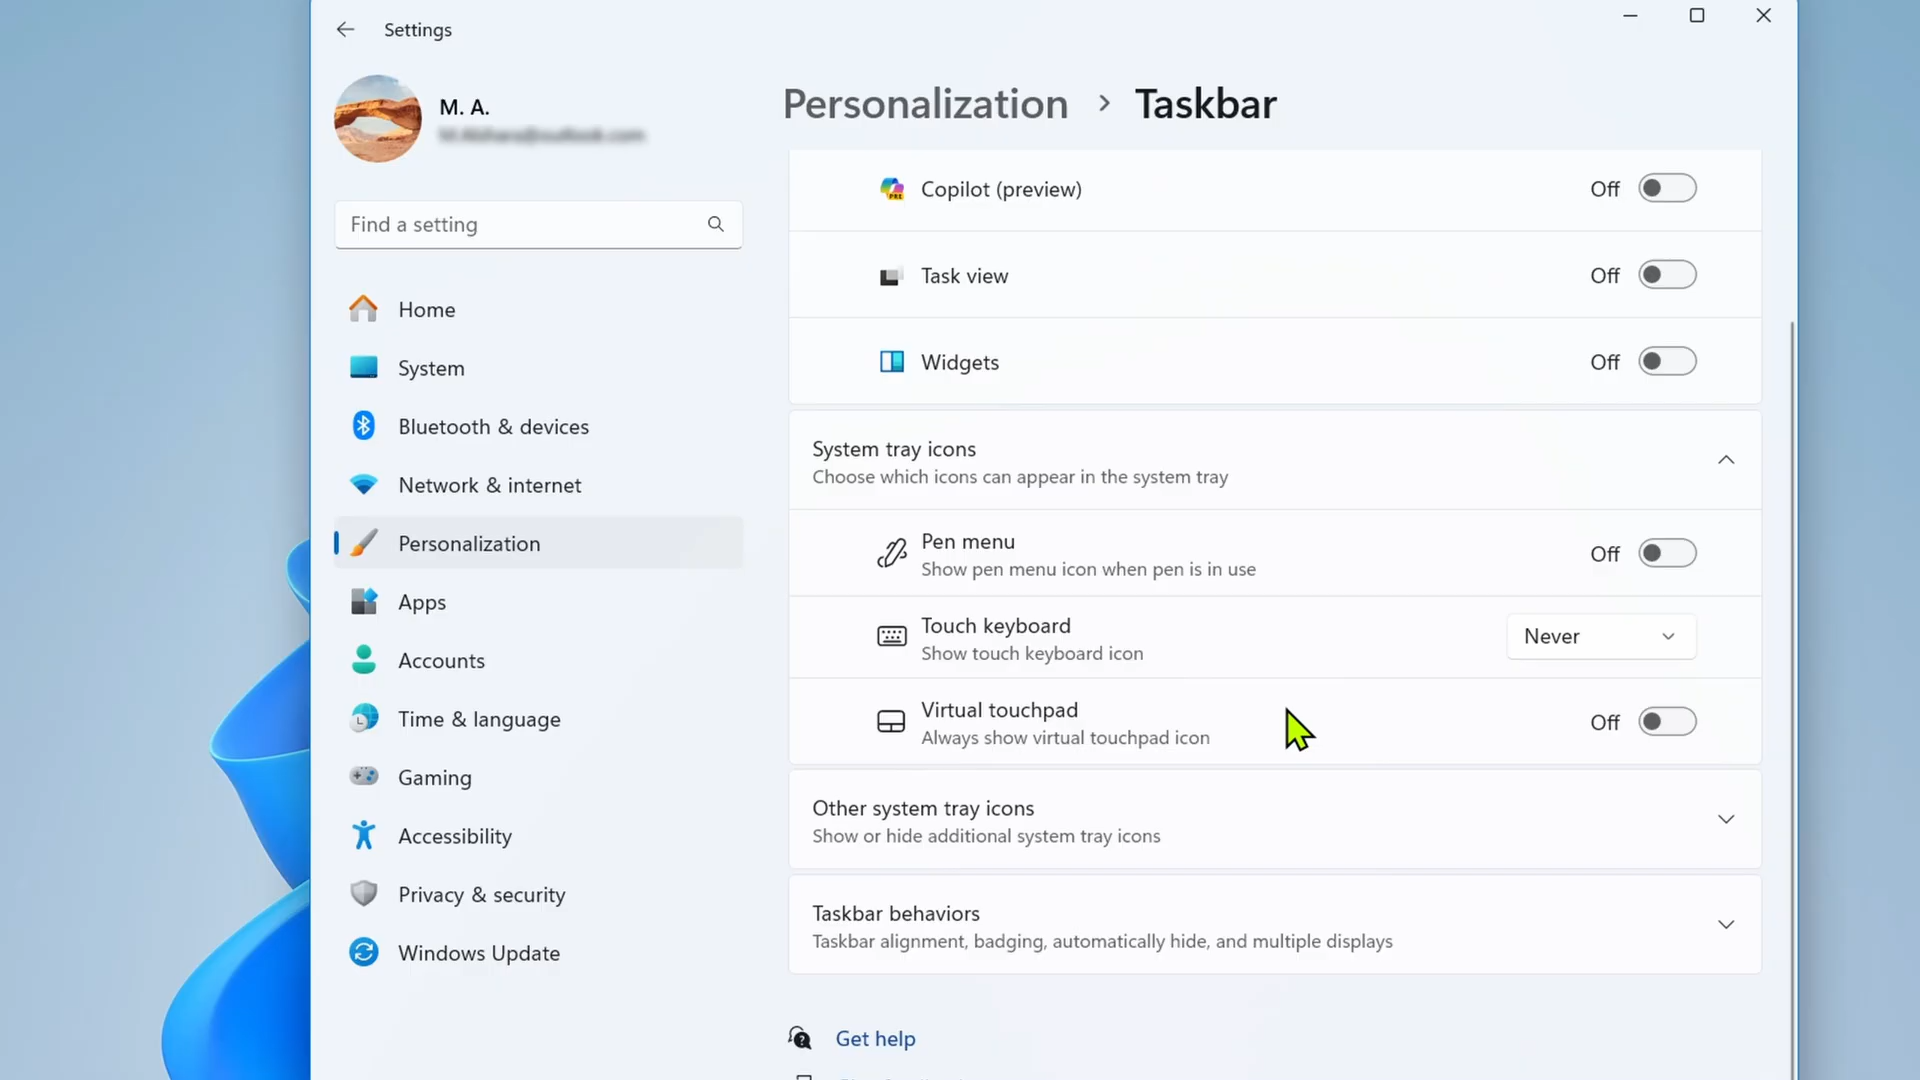 Settings
M. A.
Find a setting
Home
System
Bluetooth & devices
Network & internet
Personalization
Apps
Accounts
Time & language
Gaming
Accessibility
Privacy & security
Windows Update
Personalization > Taskbar
Copilot (preview)
Off
Task view
Off
Widgets
Off
System tray icons
Choose which icons can appear in the system tray
Pen menu
Show pen menu icon when pen is in use
Off
Touch keyboard
Show touch keyboard icon
Never
Virtual touchpad
Always show virtual touchpad icon
Off
Other system tray icons
Show or hide additional system tray icons
Taskbar behaviors
Taskbar alignment, badging, automatically hide, and multiple displays
Get help